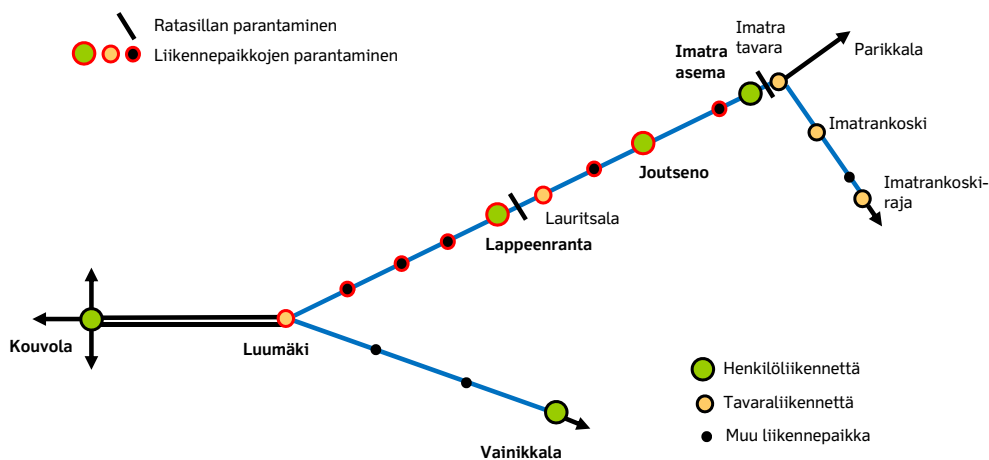 Ratasillan parantaminen
Liikennepaikkojen parantaminen
Imatra
tavara
Imatra
asema
Parikkala
Imatrankoski
Imatrankoski-
raja
Joutseno
Lauritsala
Lappeenranta
Kouvola
Luumäki
Vainikkala
Henkilöliikennettä
Tavaraliikennettä
Muu liikennepaikka